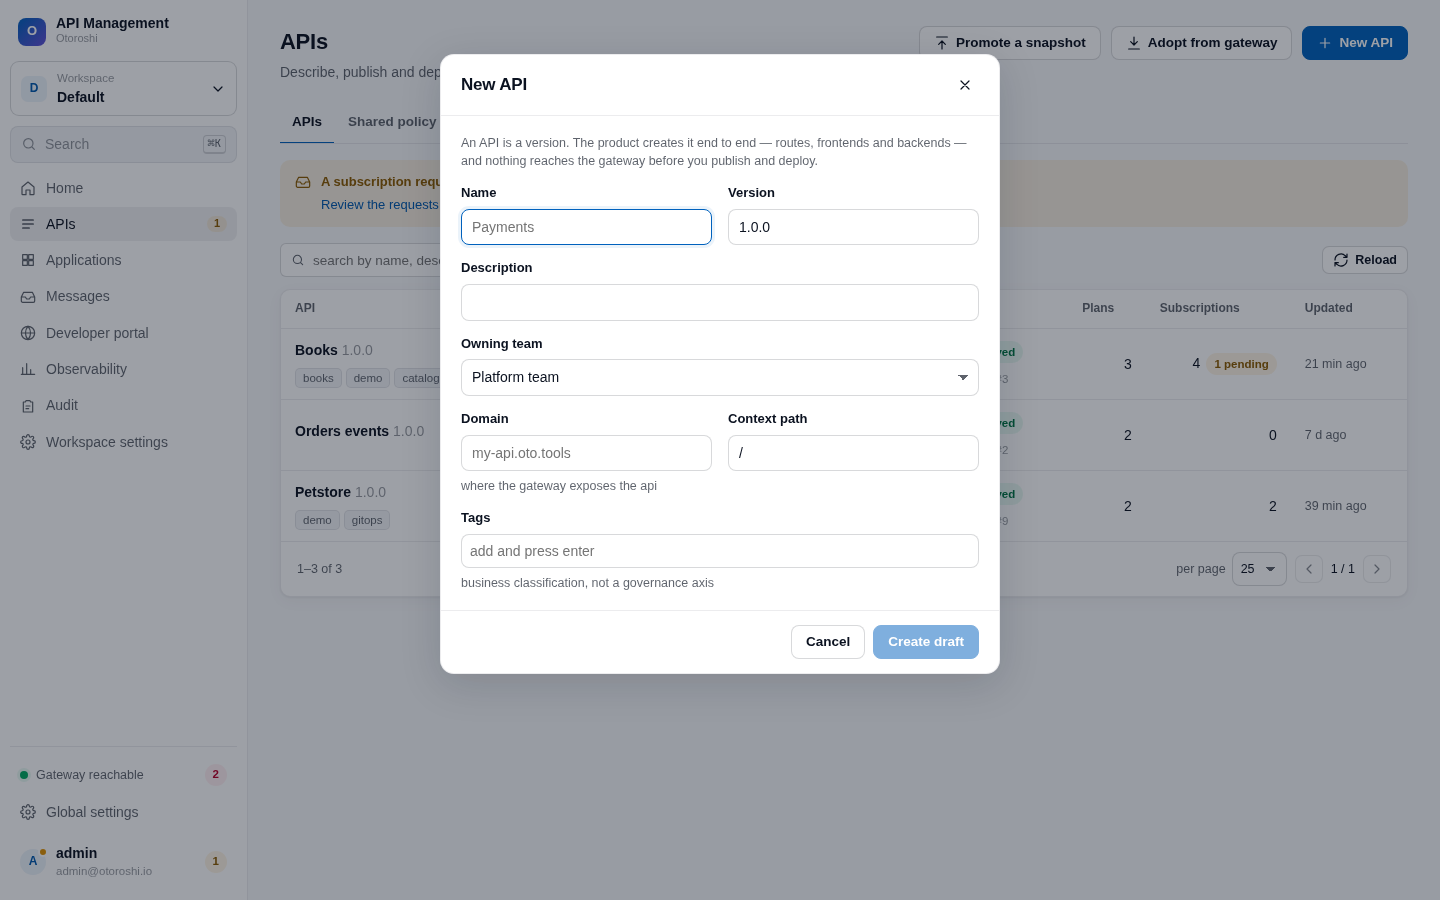 API Management
Otoroshi
Workspace
Default
Search
⌘K
Home
APIs 1
Applications
Messages
Developer portal
Observability
Audit
Workspace settings
Gateway reachable 2
Global settings
admin
admin@otoroshi.io
1
APIs
Promote a snapshot
Adopt from gateway
New API
Describe, publish and
APIs Shared policy
A subscription
Review the requests
search by name,
Reload
API Plans Subscriptions Updated
Books 1.0.0
books demo catalog
3 4 1 pending 21 min ago
Orders events 1.0.0
2 0 7 d ago
Petstore 1.0.0
demo gitops
2 2 39 min ago
1–3 of 3
per page 25 1 / 1
New API
An API is a version. The product creates it end to end — routes, frontends and backends —
and nothing reaches the gateway before you publish and deploy.
Name Version
Payments 1.0.0
Description
Owning team
Platform team
Domain Context path
my-api.oto.tools /
where the gateway exposes the api
Tags
add and press enter
business classification, not a governance axis
Cancel Create draft